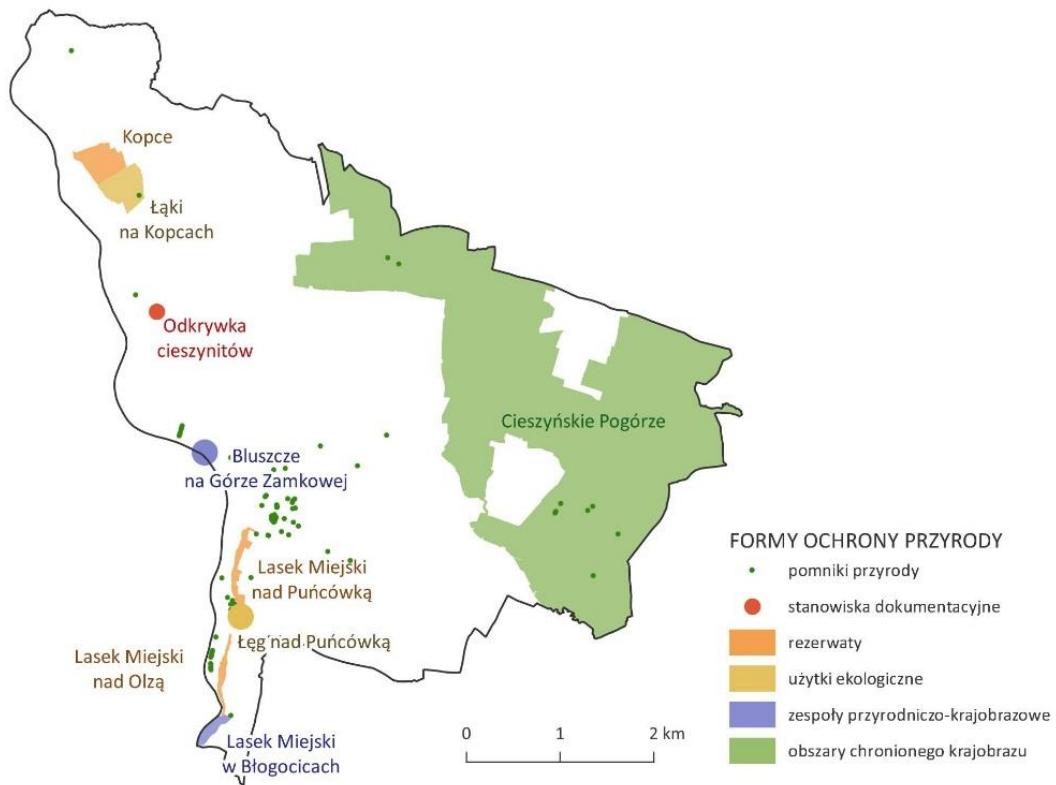 Kopce
Łąki
na Kopcach
Odkrywka
cieszynitów
Cieszyńskie Pogórze
Bluszcze
na Górze Zamkowej
Lasek Miejski
nad Puńcówką
Łęg nad Puńcówką
Lasek Miejski
nad Olzą
Lasek Miejski
w Błogocicach
0 1 2 km
FORMY OCHRONY PRZYRODY
pomniki przyrody
stanowiska dokumentacyjne
rezerwaty
użytki ekologiczne
zespoły przyrodniczo-krajobrazowe
obszary chronionego krajobrazu